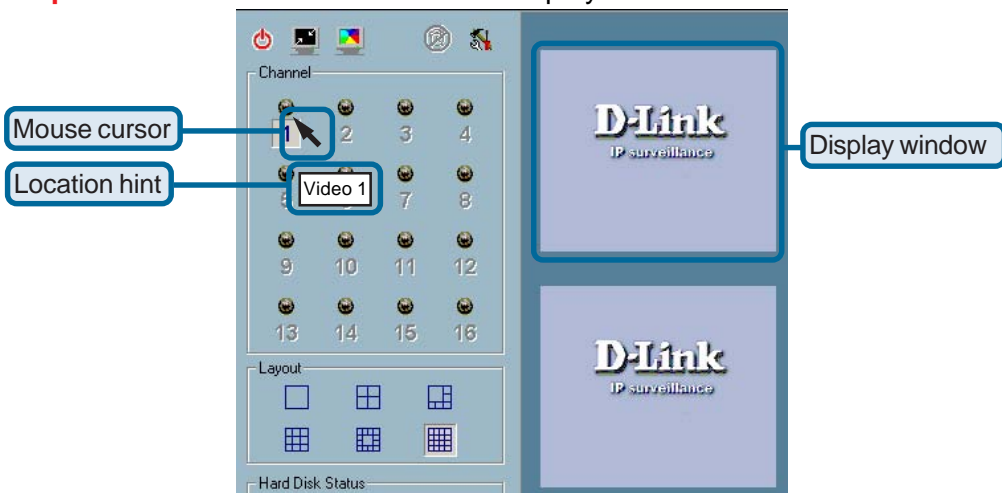 Channel
1 2 3 4
Mouse cursor
Location hint
Video 1
7 8
9 10 11 12
13 14 15 16
Layout
Hard Disk Status
D-Link
IP surveillance
Display window
D-Link
IP surveillance